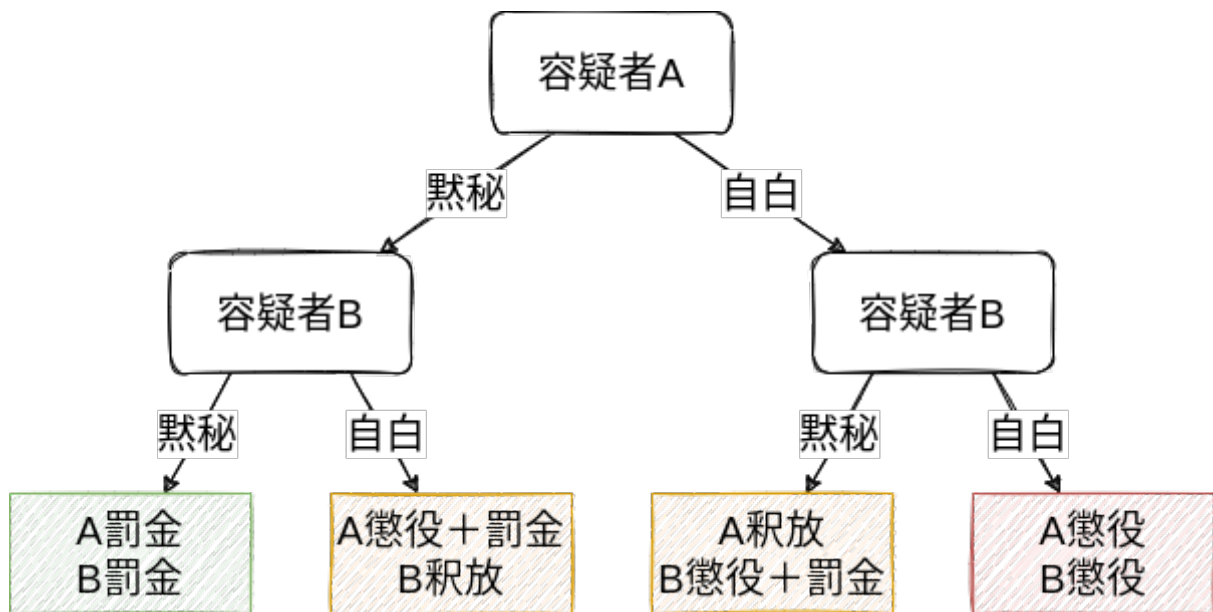 容疑者A
黙秘
自白
容疑者B
容疑者B
黙秘
自白
黙秘
自白
A罰金
B罰金
A懲役＋罰金
B釈放
A釈放
B懲役＋罰金
A懲役
B懲役